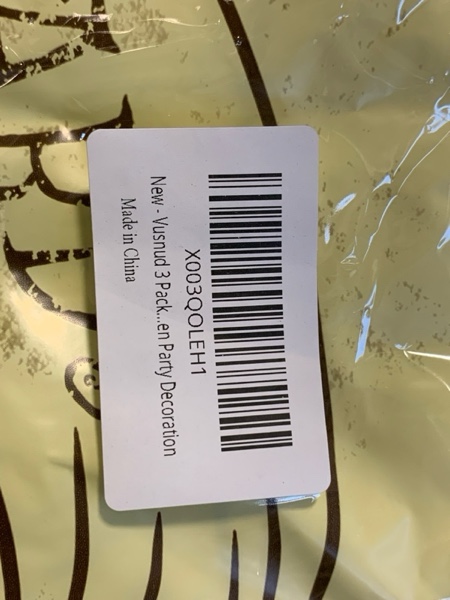 X003QOLEH1
New - Vusnud 3 Pack...en Party Decoration
Made in China